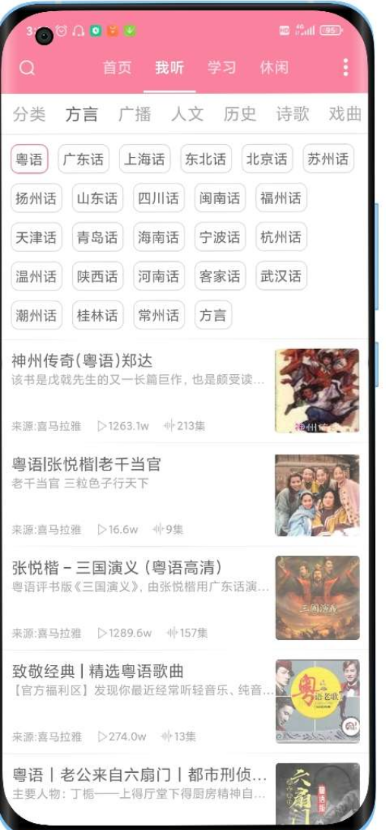 首页 我听 学习 休闲
分类 方言 广播 人文 历史 诗歌 戏曲
粤语 广东话 上海话 东北话 北京话 苏州话
扬州话 山东话 四川话 闽南话 福州话
天津话 青岛话 海南话 宁波话 杭州话
温州话 陕西话 河南话 客家话 武汉话
潮州话 桂林话 常州话 方言
神州传奇(粤语)郑达
该书是戊戟先生的又一长篇巨作，也是颇受读...
来源:喜马拉雅 1263.1w 213集
粤语|张悦楷|老千当官
老千当官 三粒色子行天下
来源:喜马拉雅 16.6w 9集
张悦楷 – 三国演义（粤语高清）
粤语评书版《三国演义》，由张悦楷用广东话演...
三国演义
来源:喜马拉雅 1289.6w 157集
致敬经典 | 精选粤语歌曲
【官方福利区】发现你最近经常听轻音乐、纯音...
粤语老歌
来源:喜马拉雅 274.0w 13集
粤语丨老公来自六扇门丨都市刑侦...
主要人物：丁栀——上得厅堂下得厨房精神自...
六扇门